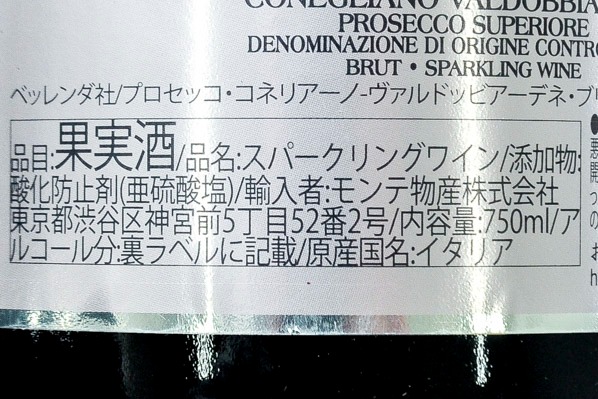 CONEGLIANO VALDOBBIA
PROSECCO SUPERIORE
DENOMINAZIONE DI ORIGINE CONTRO
BRUT • SPARKLING WINE
ベッレンダ社/プロセッコ・コネリアーノ-ヴァルドッビアーデネ・ブリ
品目:果実酒/品名:スパークリングワイン/添加物:
酸化防止剤(亜硫酸塩)/輸入者:モンテ物産株式会社
東京都渋谷区神宮前5丁目52番2号/内容量:750ml/ア
ルコール分:裏ラベルに記載/原産国名:イタリア